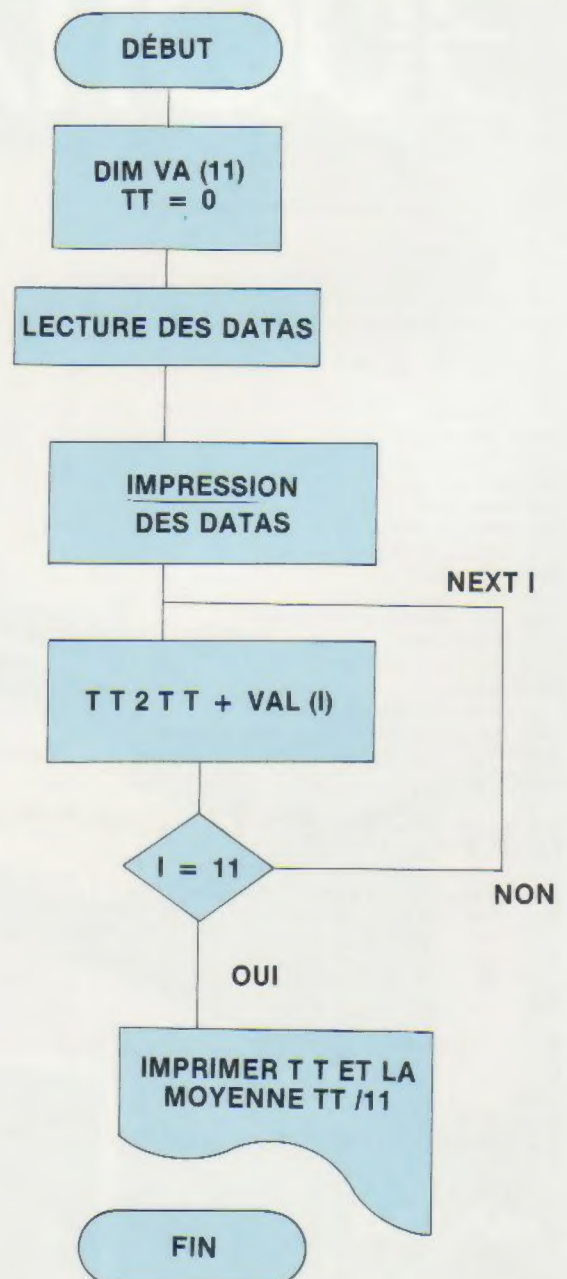 DÉBUT
DIM VA (11)
TT = 0
LECTURE DES DATAS
IMPRESSION
DES DATAS
NEXT I
T T 2 T T + VAL (I)
I = 11
NON
OUI
IMPRIMER T T ET LA
MOYENNE TT /11
FIN